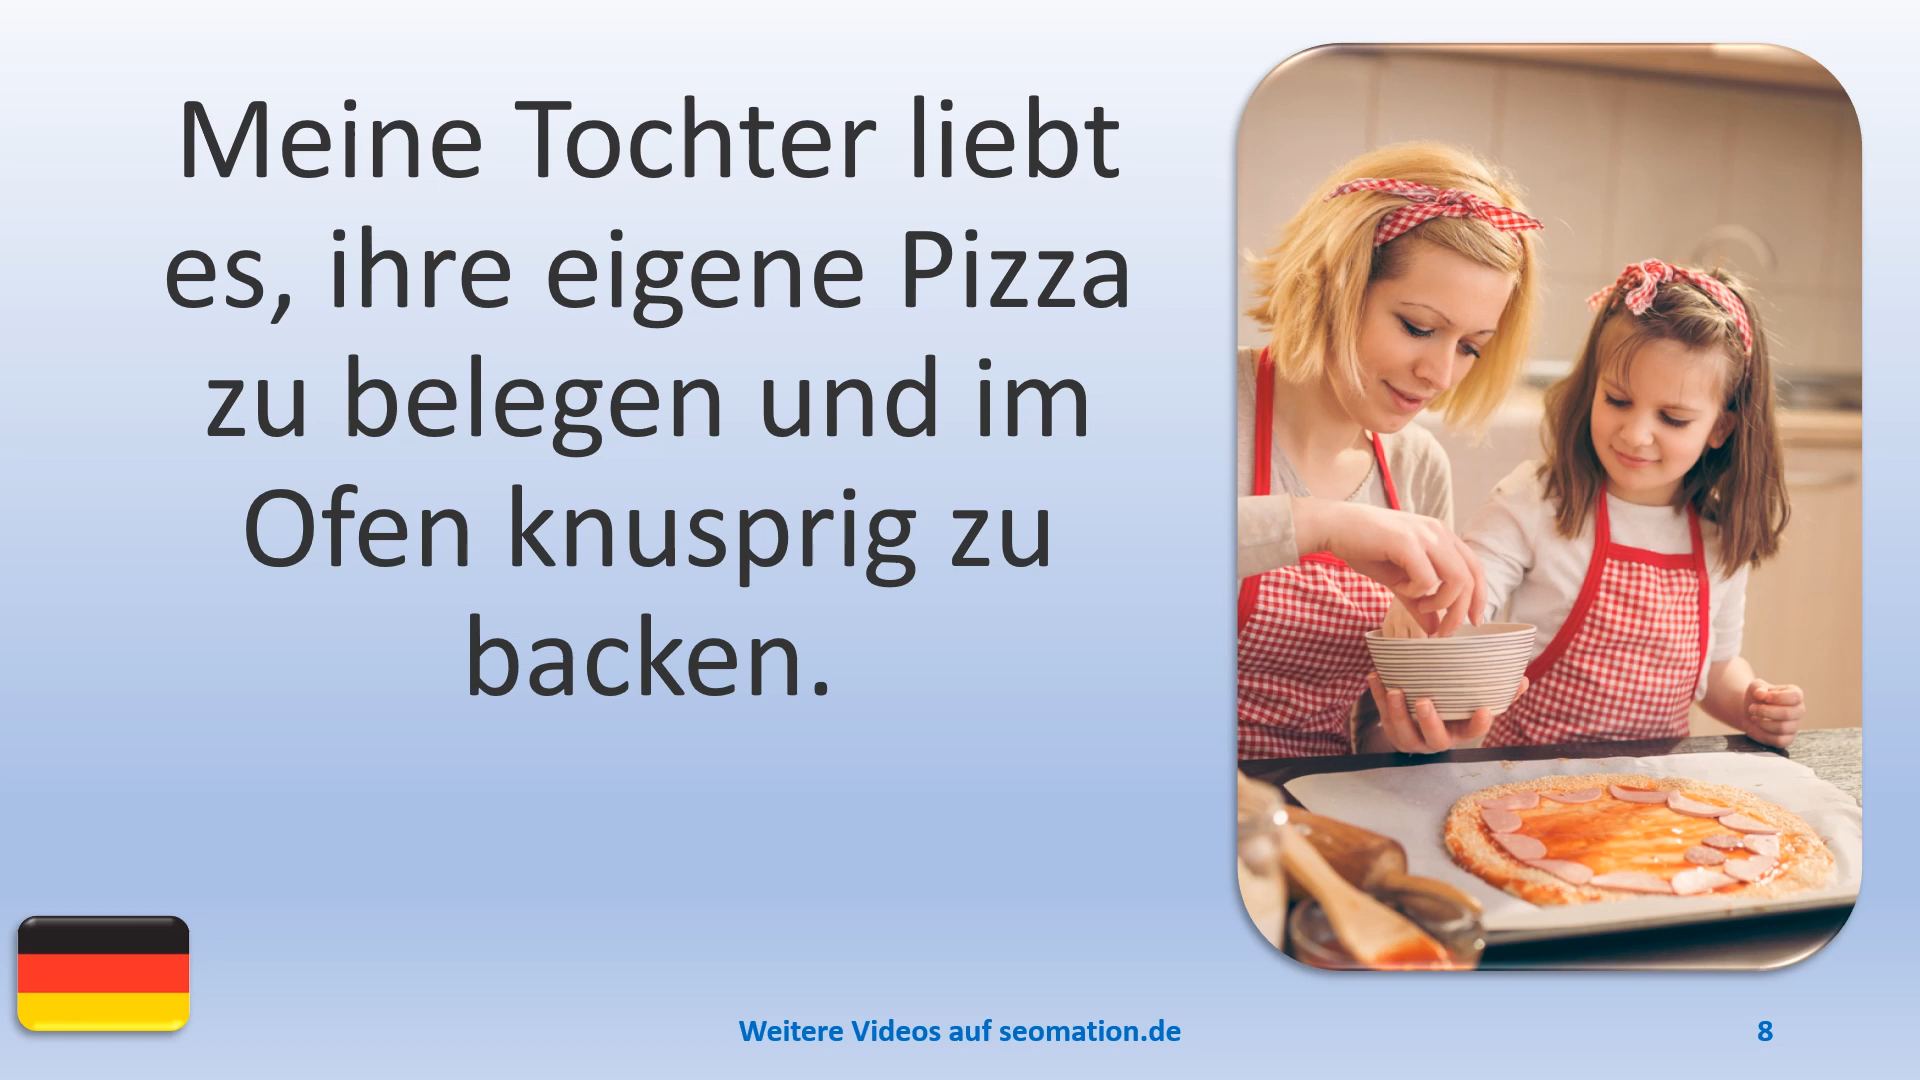 Meine Tochter liebt
es, ihre eigene Pizza
zu belegen und im
Ofen knusprig zu
backen.
Weitere Videos auf seomation.de
8